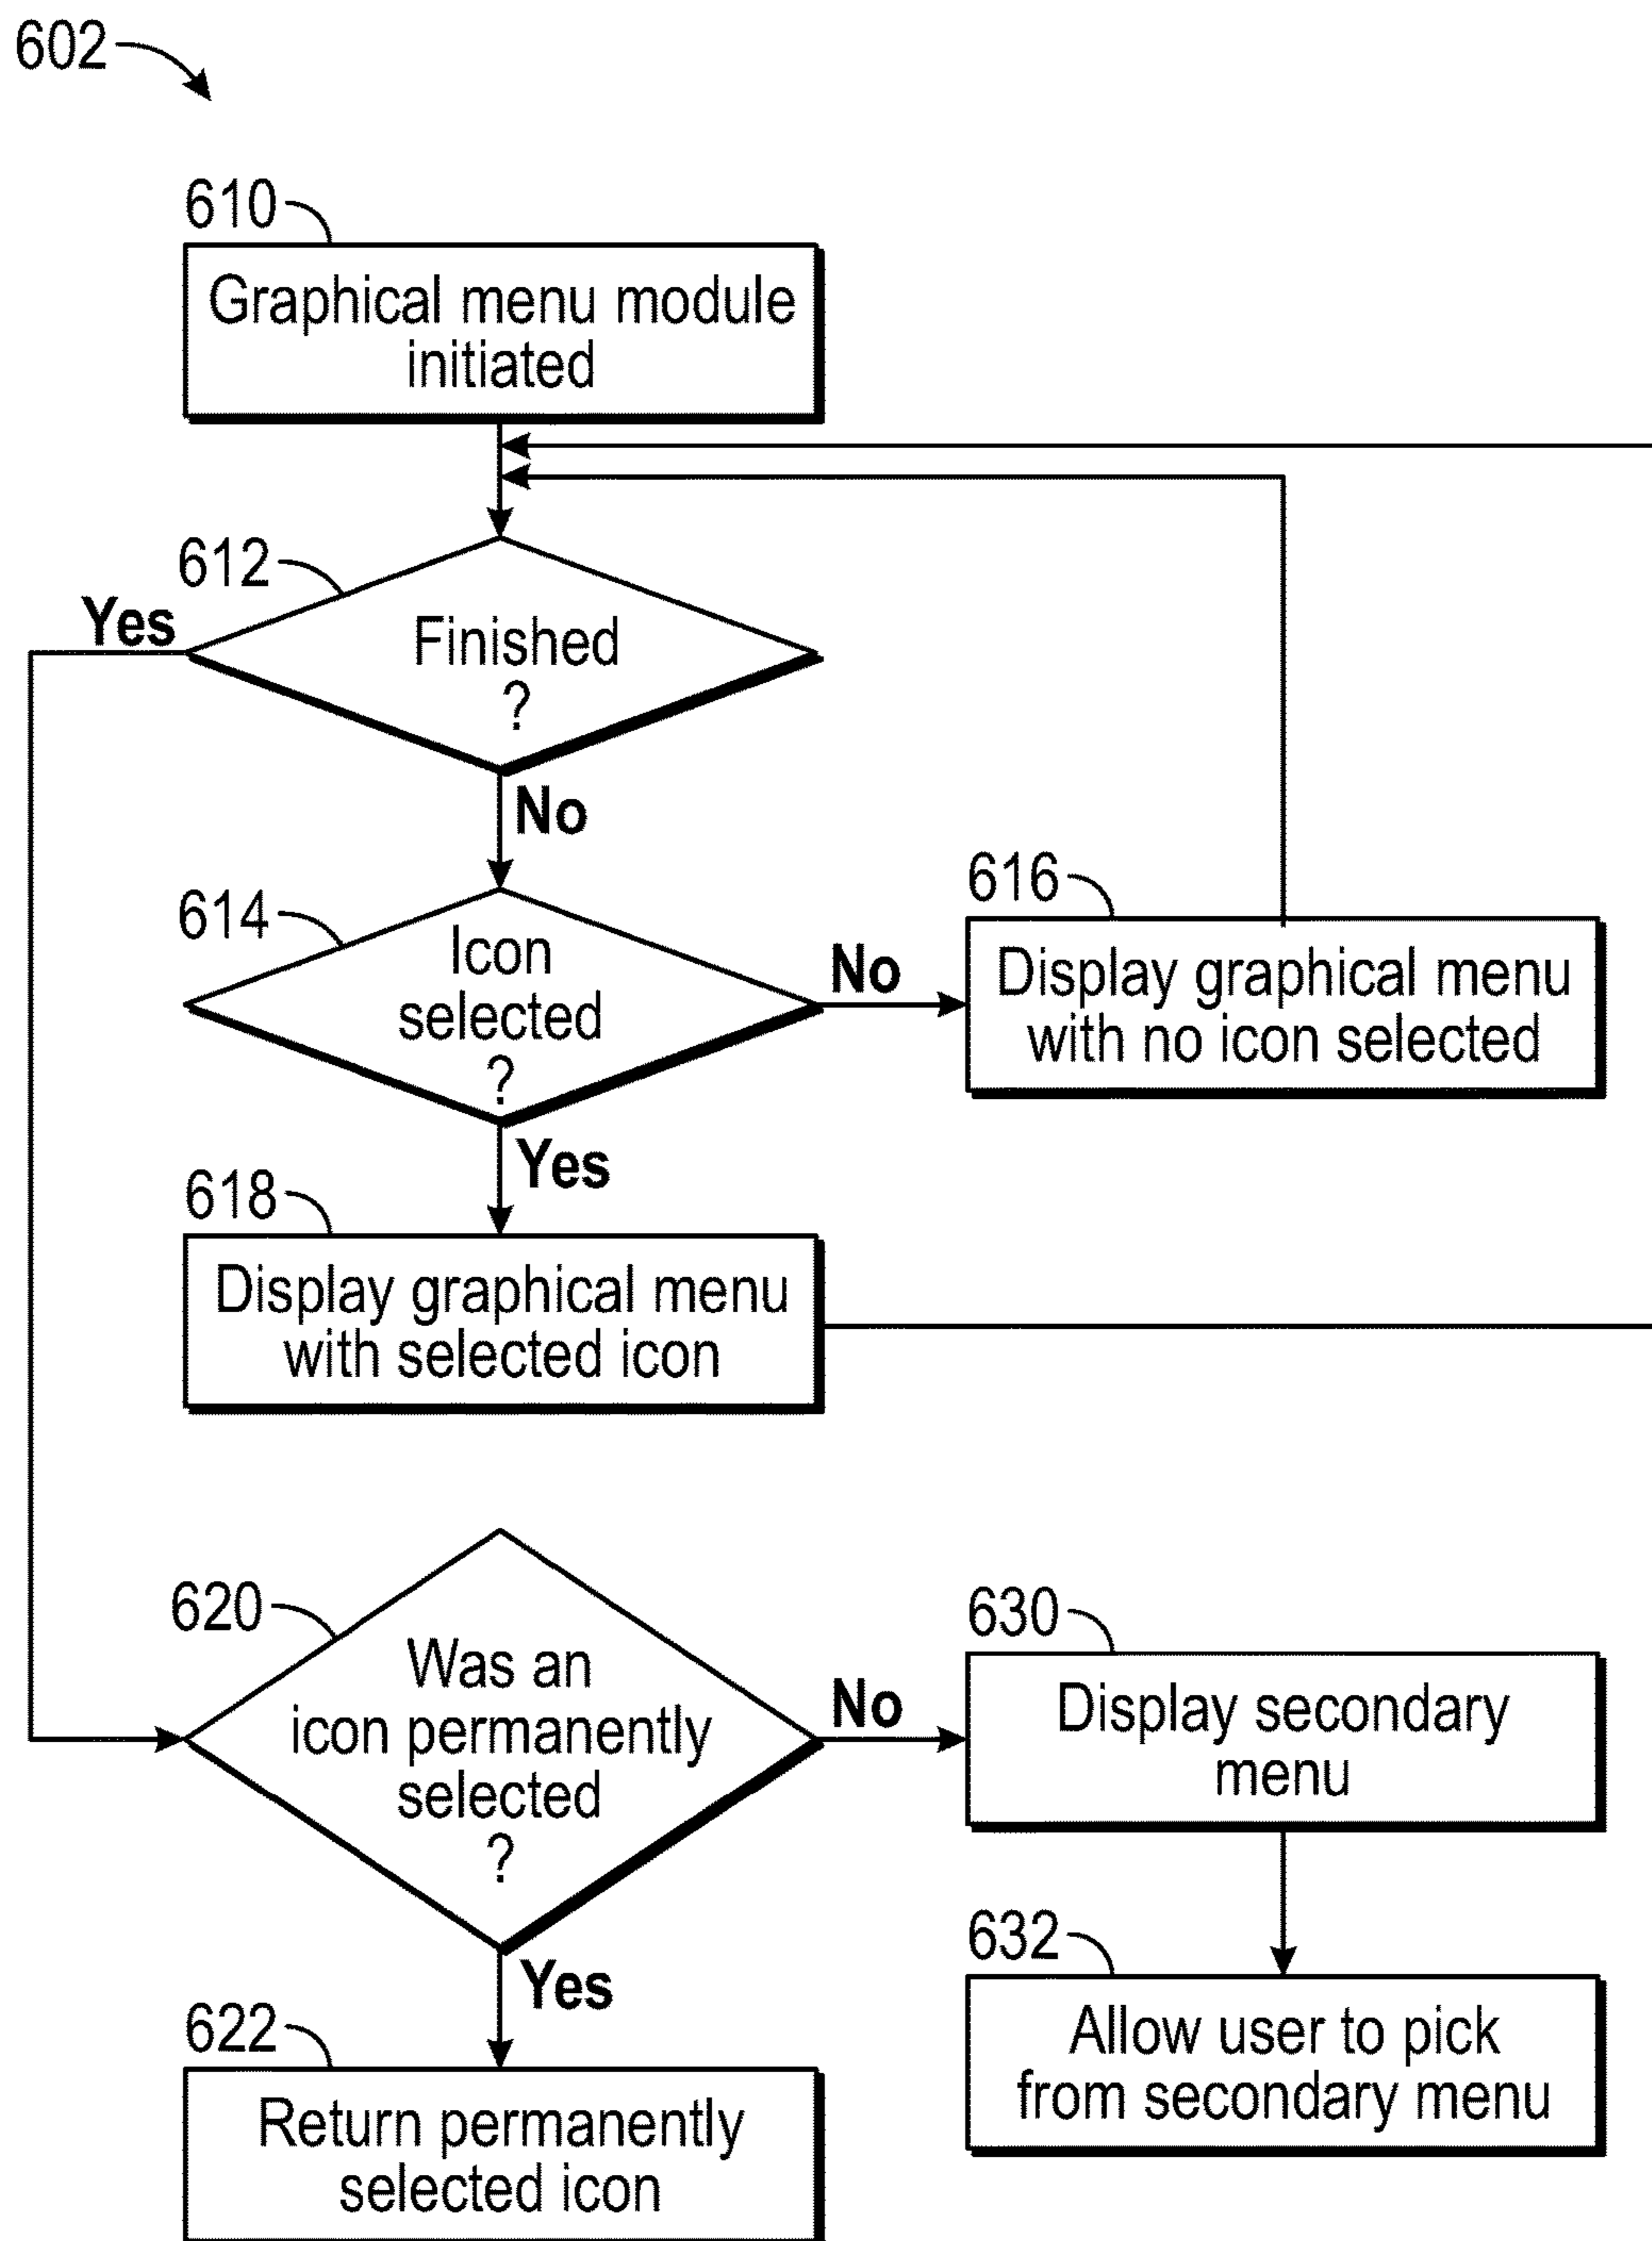 602
610
Graphical menu module
initiated
612
Yes
Finished
?
No
614
Icon
selected
?
No
616
Display graphical menu
with no icon selected
Yes
618
Display graphical menu
with selected icon
620
Was an
icon permanently
selected
?
No
630
Display secondary
menu
632
Allow user to pick
from secondary menu
Yes
622
Return permanently
selected icon